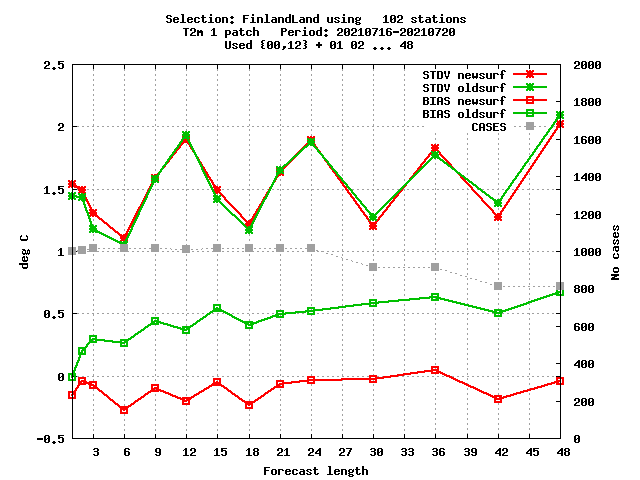 Selection: FinlandLand using   102 stations
T2m 1 patch   Period: 20210716-20210720
Used {00,12} + 01 02 ... 48
STDV newsurf
STDV oldsurf
BIAS newsurf
BIAS oldsurf
CASES
deg C
2.5
2
1.5
1
0.5
0
-0.5
No cases
2000
1800
1600
1400
1200
1000
800
600
400
200
0
3 6 9 12 15 18 21 24 27 30 33 36 39 42 45 48
Forecast length